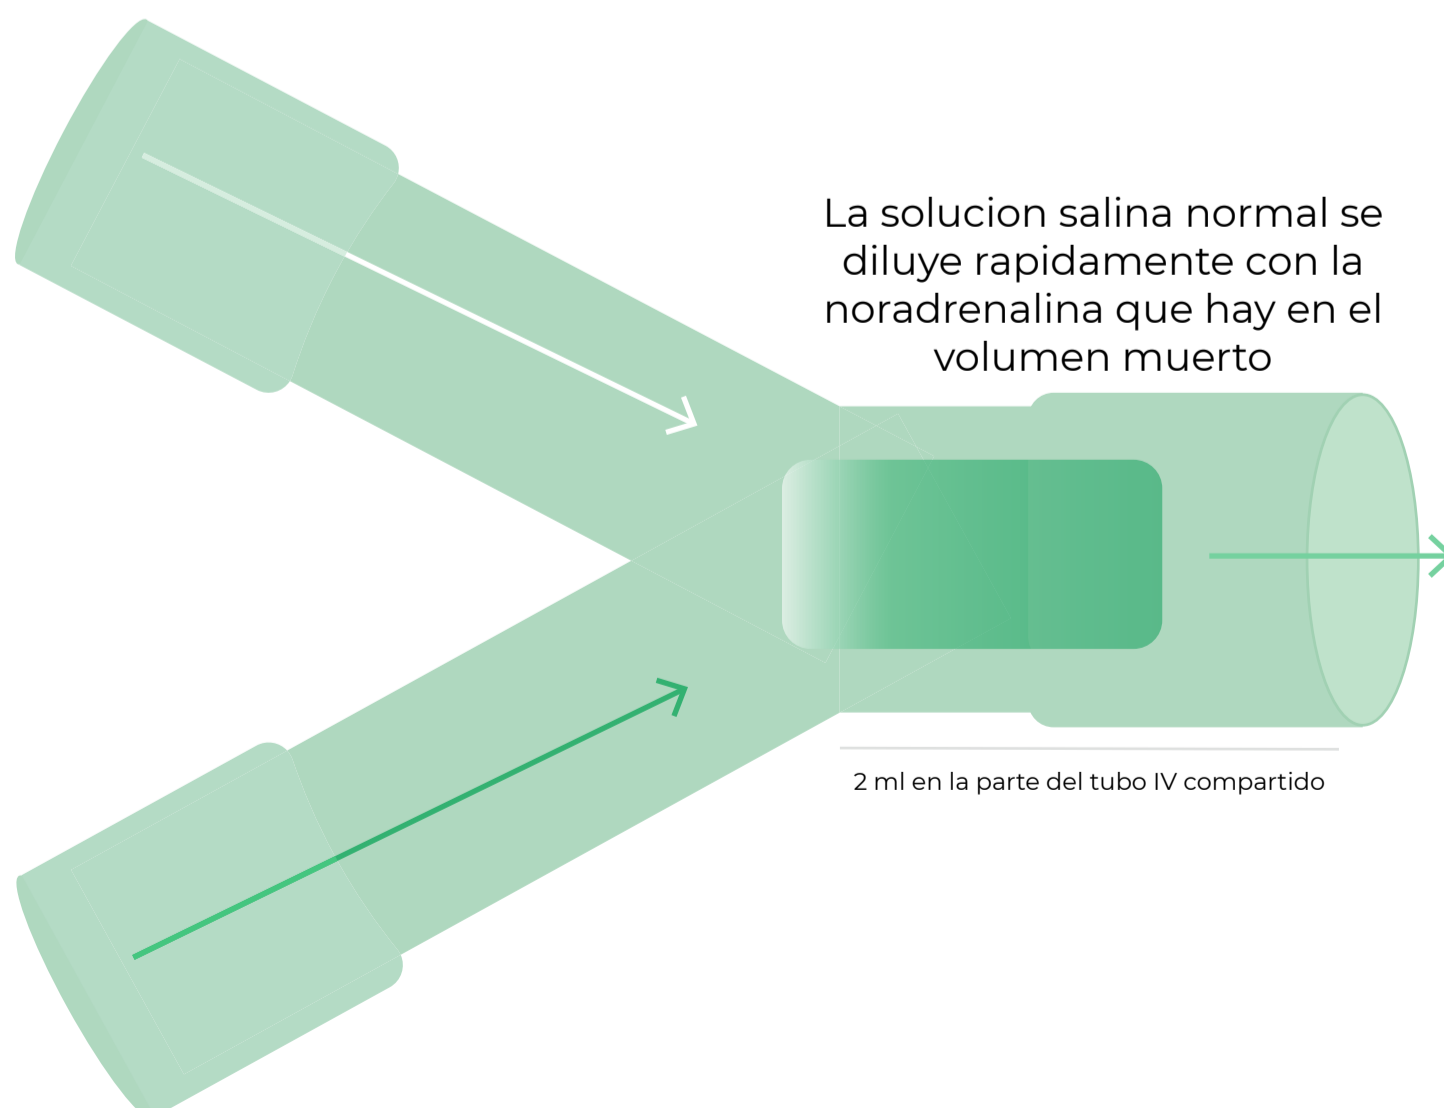 La solucion salina normal se
diluye rapidamente con la
noradrenalina que hay en el
volumen muerto
2 ml en la parte del tubo IV compartido